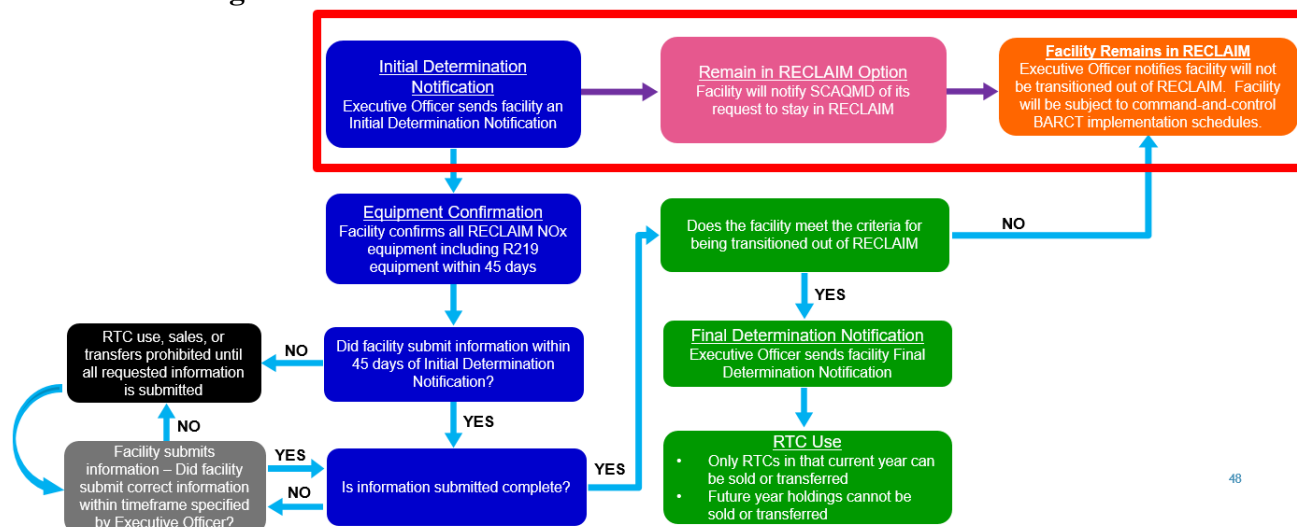 Initial Determination
Notification
Executive Officer sends facility an
Initial Determination Notification
Remain in RECLAIM Option
Facility will notify SCAQMD of its
request to stay in RECLAIM
Facility Remains in RECLAIM
Executive Officer notifies facility will not
be transitioned out of RECLAIM. Facility
will be subject to command-and-control
BARCT implementation schedules.
Equipment Confirmation
Facility confirms all RECLAIM NOx
equipment including R219
equipment within 45 days
Does the facility meet the criteria for
being transitioned out of RECLAIM
NO
YES
RTC use, sales, or
transfers prohibited until
all requested information
is submitted
NO
Did facility submit information within
45 days of Initial Determination
Notification?
Final Determination Notification
Executive Officer sends facility Final
Determination Notification
NO
YES
Facility submits
information – Did facility
submit correct information
within timeframe specified
by Executive Officer?
YES
NO
Is information submitted complete?
YES
RTC Use
• Only RTCs in that current year can
be sold or transferred
• Future year holdings cannot be
sold or transferred
48